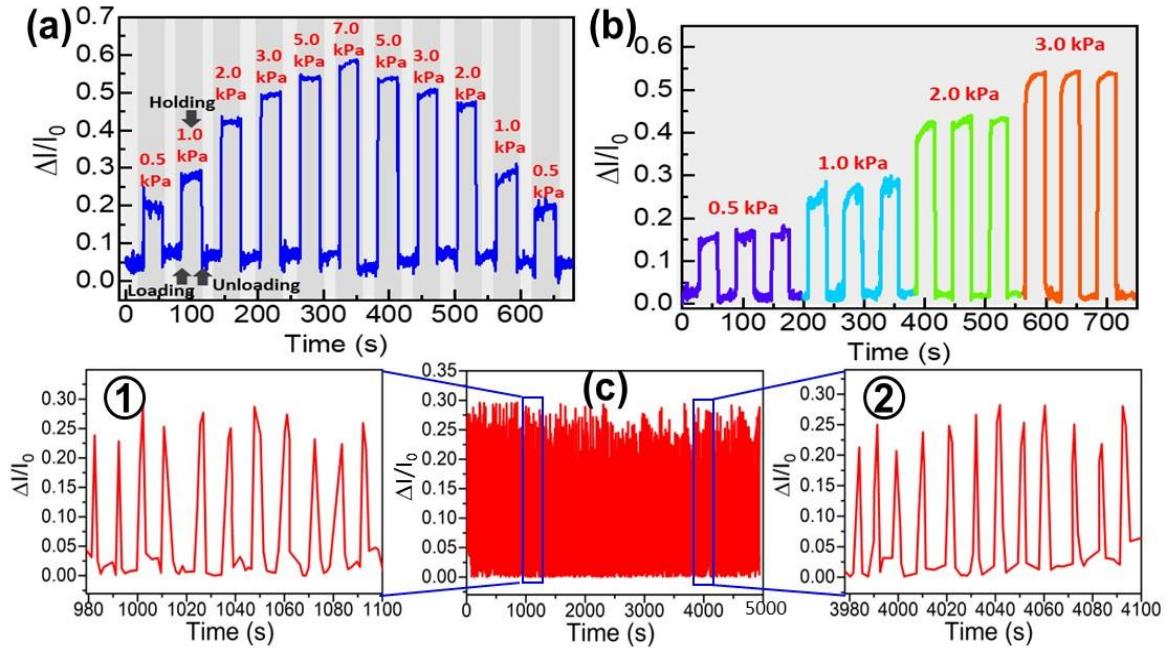 (a)
0.7
0.6
0.5
0.4
0.3
0.2
0.1
0.0
ΔI/I0
0.5
kPa
1.0
kPa
2.0
kPa
3.0
kPa
5.0
kPa
7.0
kPa
5.0
kPa
3.0
kPa
2.0
kPa
1.0
kPa
0.5
kPa
Holding
Loading
Unloading
0 100 200 300 400 500 600
Time (s)
(b)
0.6
0.5
0.4
0.3
0.2
0.1
0.0
ΔI/I0
0.5 kPa
1.0 kPa
2.0 kPa
3.0 kPa
0 100 200 300 400 500 600 700
Time (s)
①
0.30
0.25
0.20
0.15
0.10
0.05
0.00
ΔI/I0
980 1000 1020 1040 1060 1080 1100
Time (s)
(c)
0.35
0.30
0.25
0.20
0.15
0.10
0.05
0.00
ΔI/I0
0 1000 2000 3000 4000 5000
Time (s)
②
0.30
0.25
0.20
0.15
0.10
0.05
0.00
ΔI/I0
3980 4000 4020 4040 4060 4080 4100
Time (s)